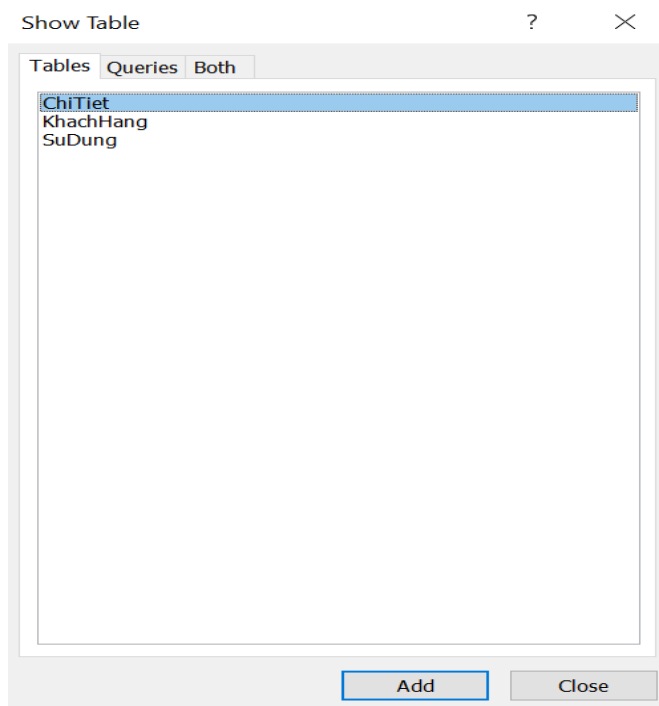 Show Table ?
Tables Queries Both
ChiTiet
KhachHang
SuDung
Add Close